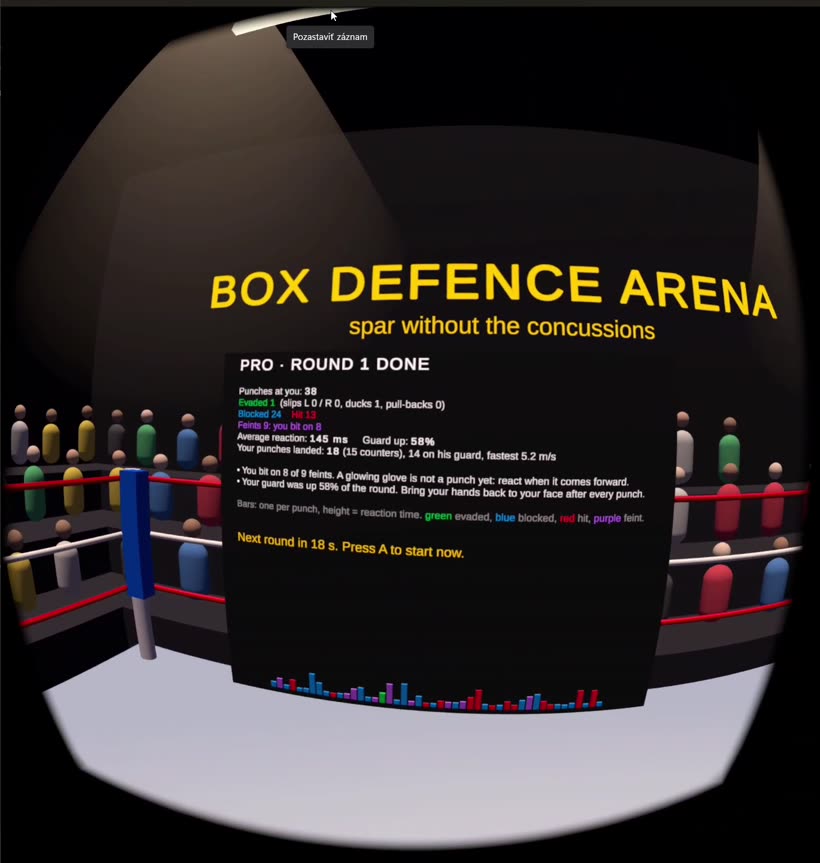 Pozastaviť záznam
BOX DEFENCE ARENA
spar without the concussions
PRO · ROUND 1 DONE
Punches at you: 38
Evaded 1 (slips L 0 / R 0, ducks 1, pull-backs 0)
Blocked 24 Hit 13
Feints 9: you bit on 8
Average reaction: 145 ms Guard up: 58%
Your punches landed: 18 (15 counters), 14 on his guard, fastest 5.2 m/s
• You bit on 8 of 9 feints. A glowing glove is not a punch yet: react when it comes forward.
• Your guard was up 58% of the round. Bring your hands back to your face after every punch.
Bars: one per punch, height = reaction time. green evaded, blue blocked, red hit, purple feint.
Next round in 18 s. Press A to start now.